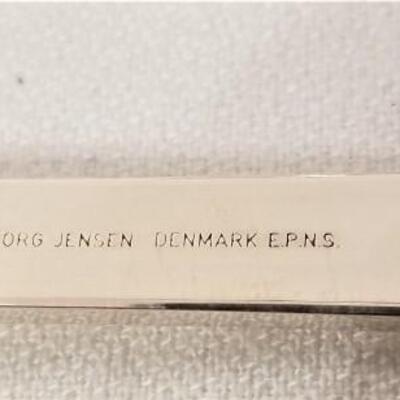 ORG JENSEN DENMARK E.P.N.S.